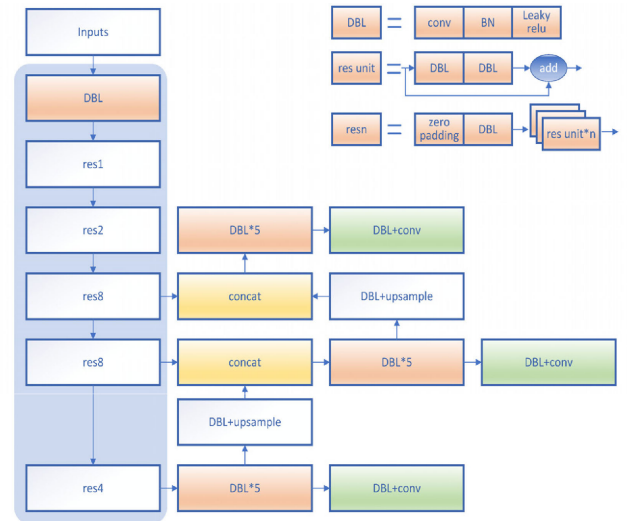 Inputs
DBL
res1
res2
res8
res8
res4
DBL = conv BN Leaky
relu
res unit = DBL DBL add
resn = zero
padding DBL res unit*n
DBL*5 DBL+conv
concat DBL+upsample
concat DBL*5 DBL+conv
DBL+upsample
DBL*5 DBL+conv